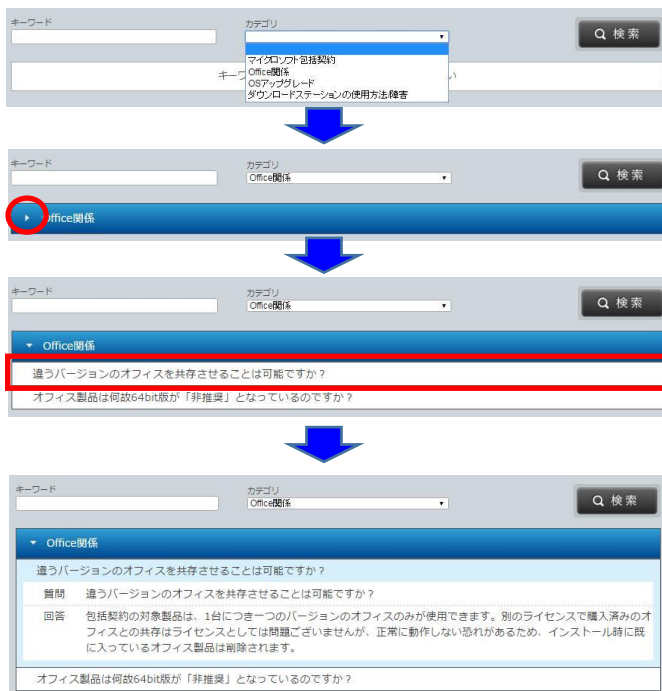 キーワード カテゴリ
検索
マイクロソフト包括契約
Office関係
OSアップグレード
ダウンロードステーションの使用方法/障害
キーワ い
キーワード カテゴリ
Office関係 検索
Office関係
キーワード カテゴリ
Office関係 検索
Office関係
違うバージョンのオフィスを共存させることは可能ですか？
オフィス製品は何故64bit版が「非推奨」となっているのですか？
キーワード カテゴリ
Office関係 検索
Office関係
違うバージョンのオフィスを共存させることは可能ですか？
質問 違うバージョンのオフィスを共存させることは可能ですか？
回答 包括契約の対象製品は、1台につき一つのバージョンのオフィスのみが使用できます。別のライセンスで購入済みのオ
フィスとの共存はライセンスとしては問題ございませんが、正常に動作しない恐れがあるため、インストール時に既
に入っているオフィス製品は削除されます。
オフィス製品は何故64bit版が「非推奨」となっているのですか？